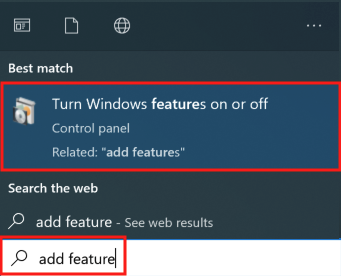 Best match
Turn Windows features on or off
Control panel
Related: "add features"
Search the web
add feature - See web results
add feature